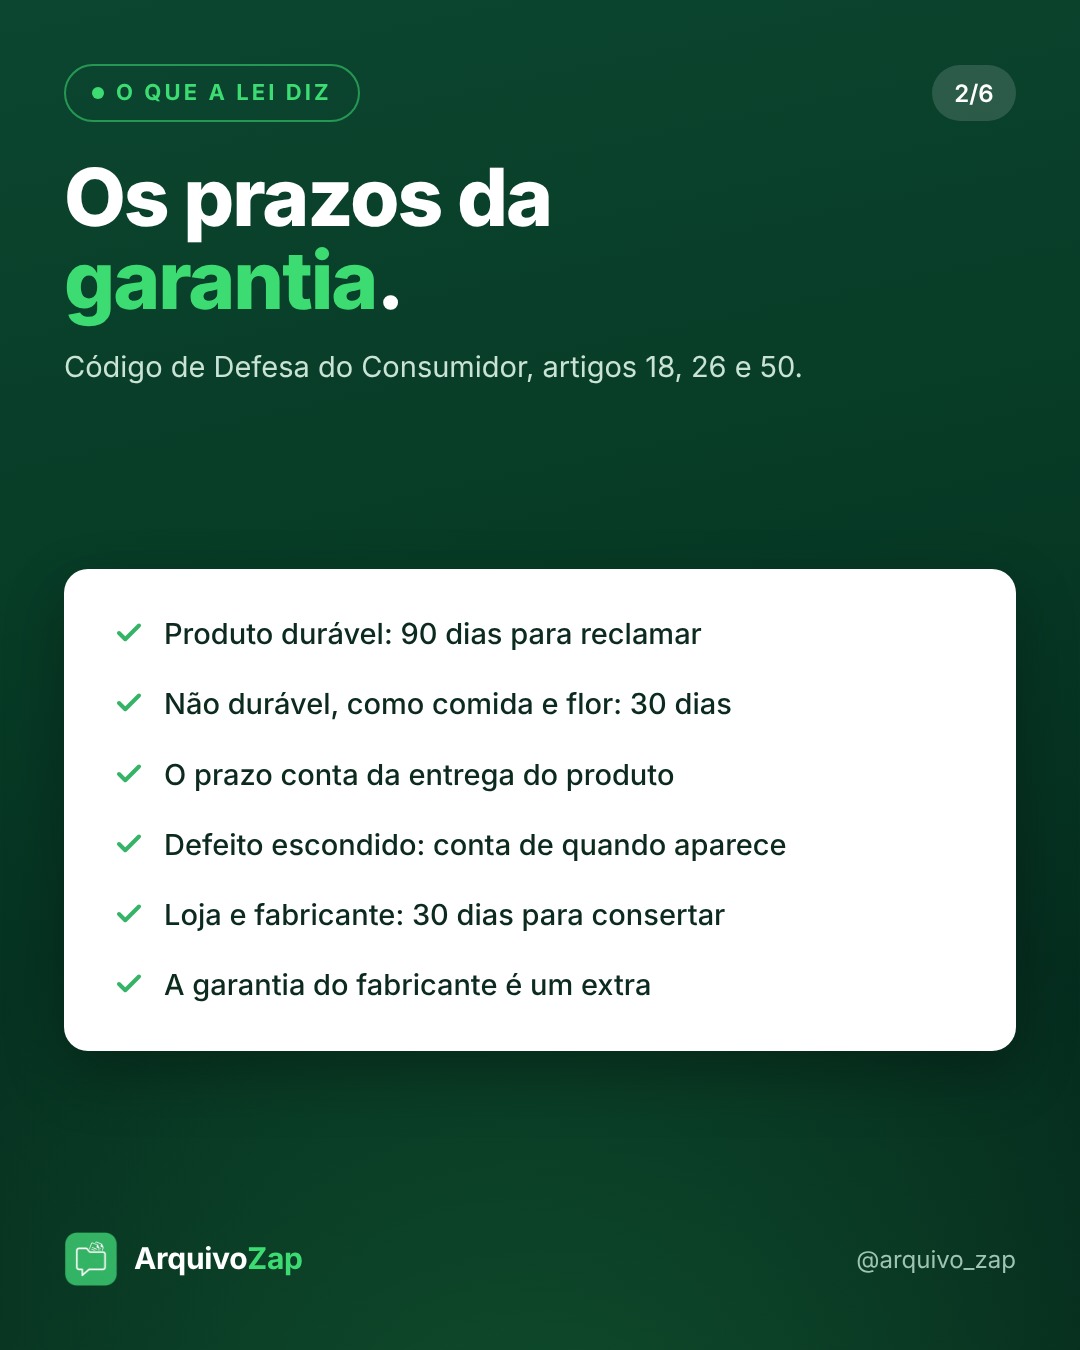 O QUE A LEI DIZ
2/6
Os prazos da
garantia.
Código de Defesa do Consumidor, artigos 18, 26 e 50.
Produto durável: 90 dias para reclamar
Não durável, como comida e flor: 30 dias
O prazo conta da entrega do produto
Defeito escondido: conta de quando aparece
Loja e fabricante: 30 dias para consertar
A garantia do fabricante é um extra
ArquivoZap
@arquivo_zap